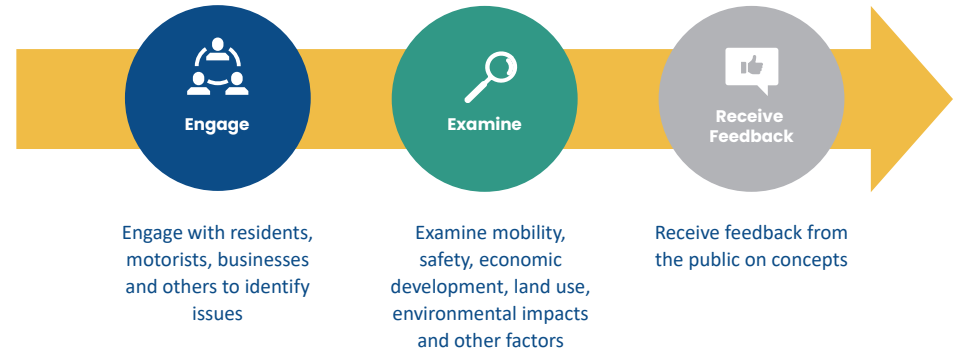 Engage
Examine
Receive
Feedback
Engage with residents,
motorists, businesses
and others to identify
issues
Examine mobility,
safety, economic
development, land use,
environmental impacts
and other factors
Receive feedback from
the public on concepts